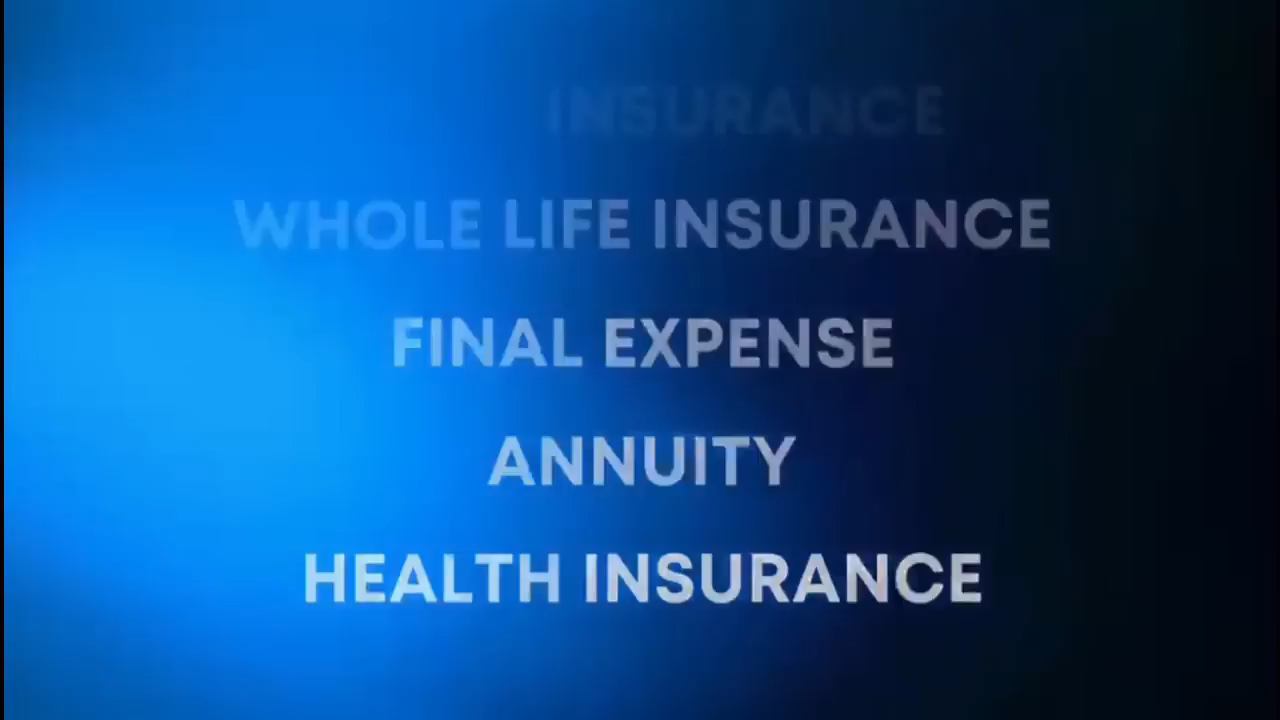 INSURANCE
WHOLE LIFE INSURANCE
FINAL EXPENSE
ANNUITY
HEALTH INSURANCE